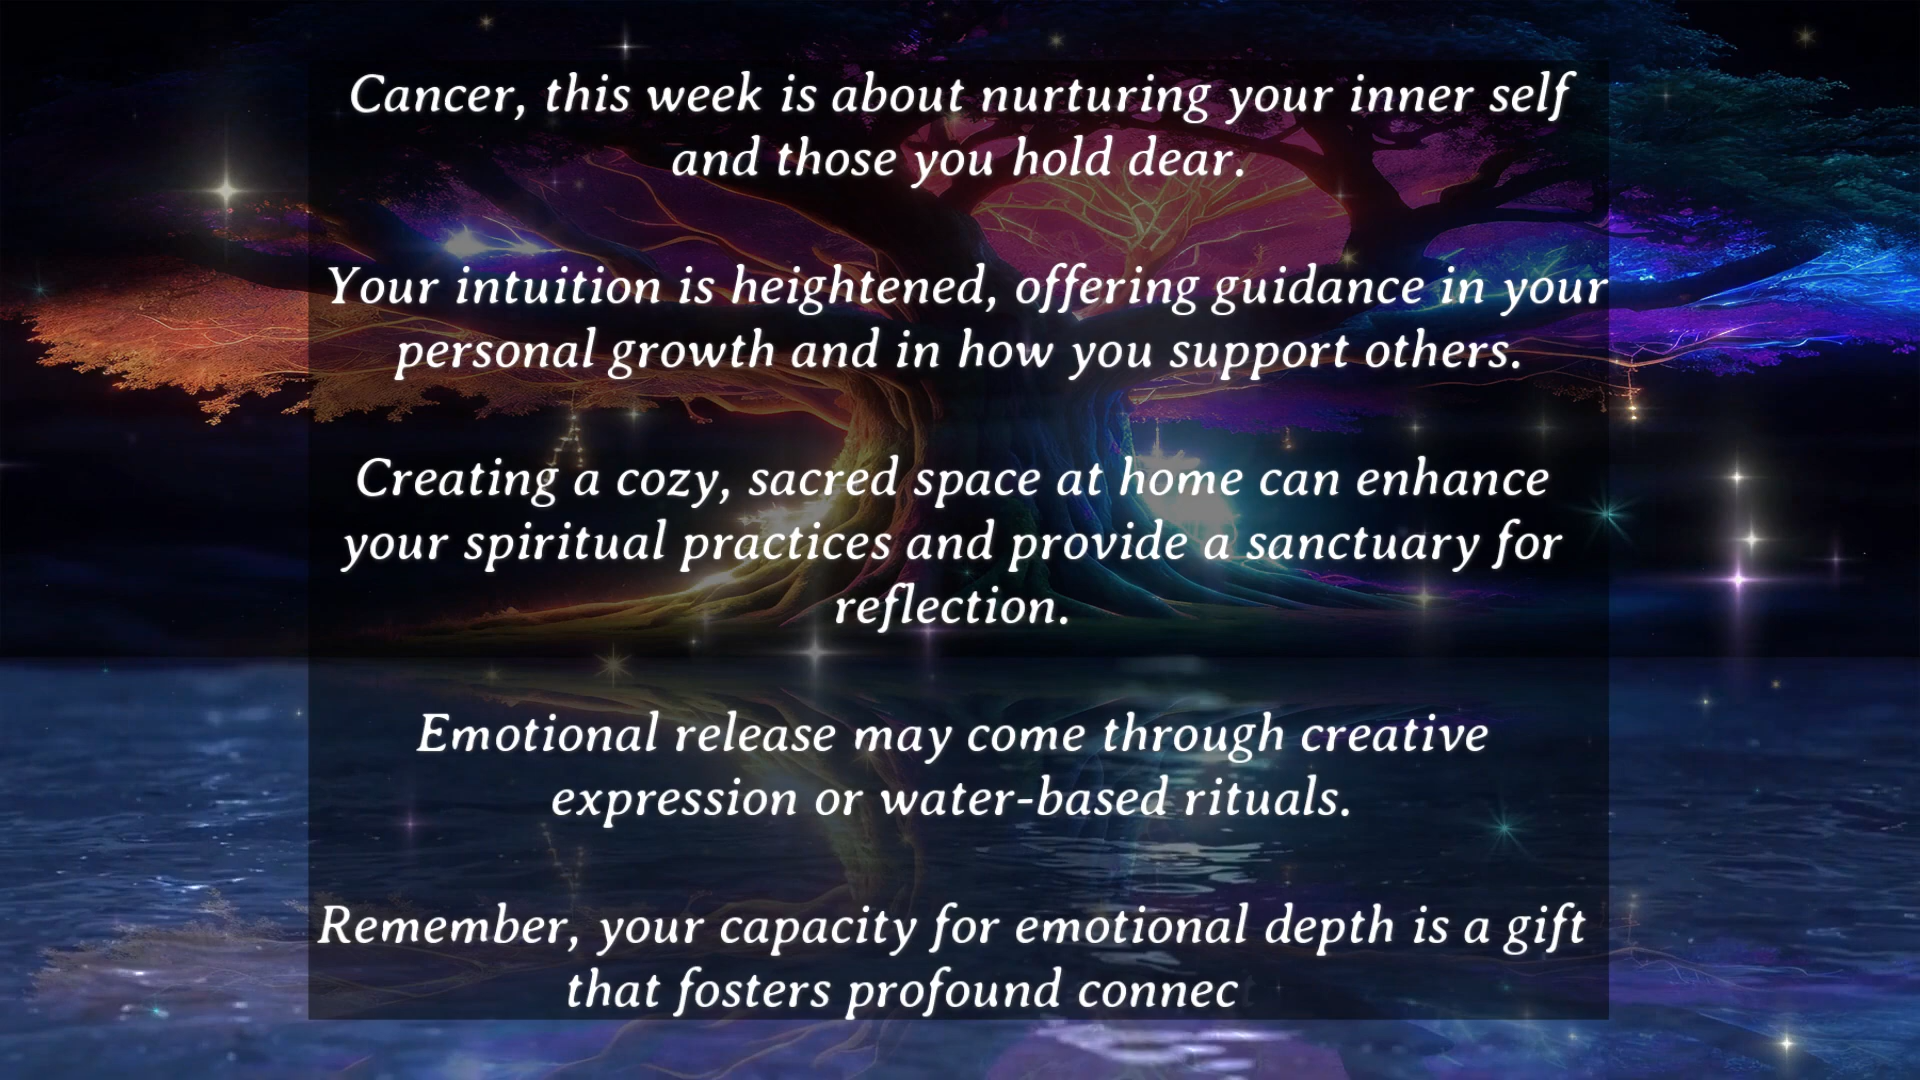 Cancer, this week is about nurturing your inner self
and those you hold dear.
Your intuition is heightened, offering guidance in your
personal growth and in how you support others.
Creating a cozy, sacred space at home can enhance
your spiritual practices and provide a sanctuary for
reflection.
Emotional release may come through creative
expression or water-based rituals.
Remember, your capacity for emotional depth is a gift
that fosters profound connect